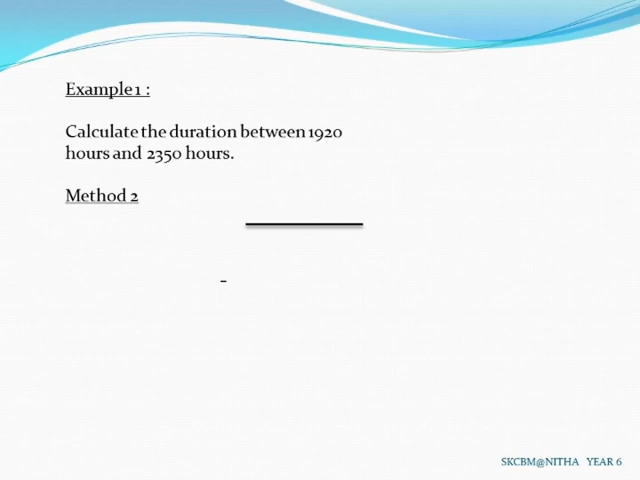 Example 1 :
Calculate the duration between 1920
hours and 2350 hours.
Method 2
-
SKCBM@NITHA YEAR 6